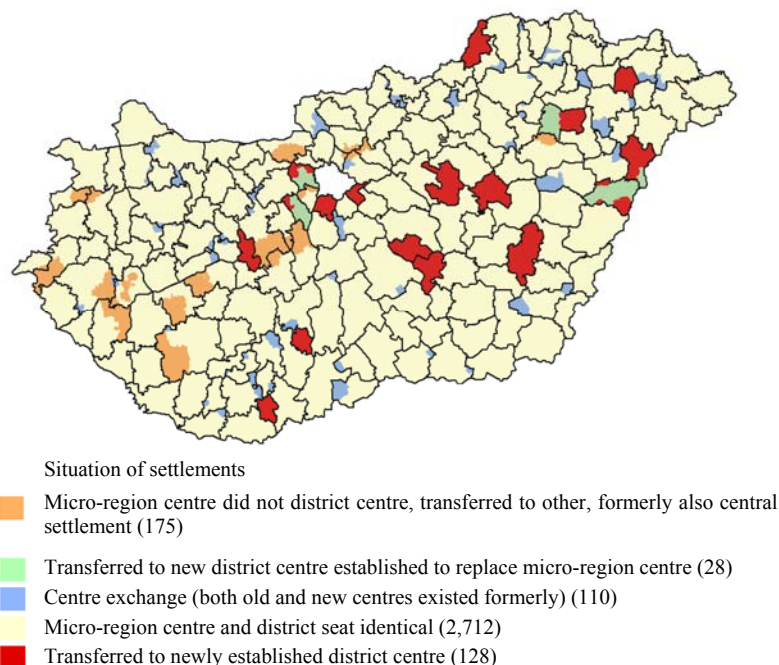 Situation of settlements
Micro-region centre did not district centre, transferred to other, formerly also central
settlement (175)
Transferred to new district centre established to replace micro-region centre (28)
Centre exchange (both old and new centres existed formerly) (110)
Micro-region centre and district seat identical (2,712)
Transferred to newly established district centre (128)